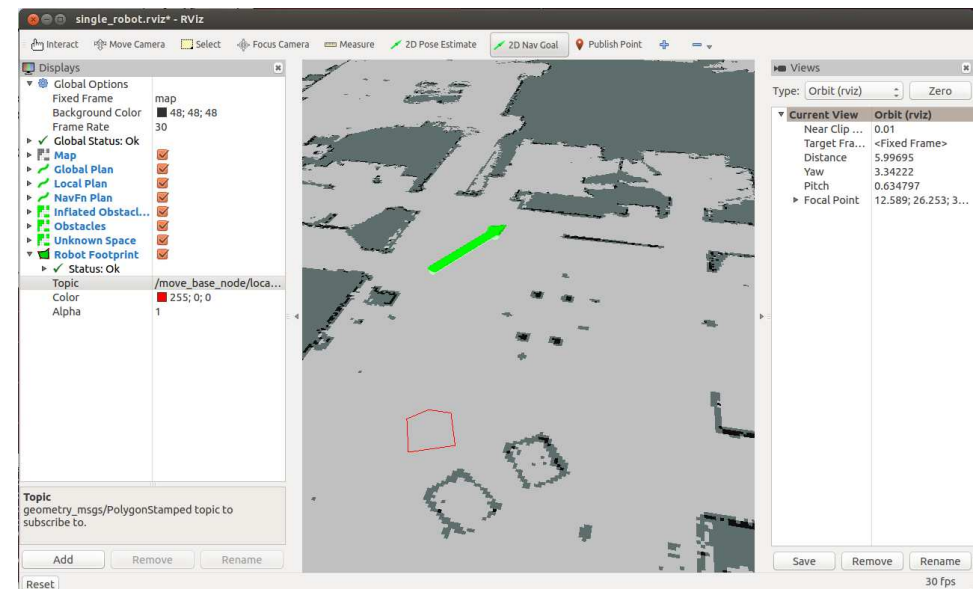 single_robot.rviz* - RViz
Interact Move Camera Select Focus Camera Measure 2D Pose Estimate 2D Nav Goal Publish Point
Displays
Global Options
Fixed Frame map
Background Color 48; 48; 48
Frame Rate 30
Global Status: Ok
Map
Global Plan
Local Plan
NavFn Plan
Inflated Obstacl...
Obstacles
Unknown Space
Robot Footprint
Status: Ok
Topic /move_base_node/loca...
Color 255; 0; 0
Alpha 1
Topic
geometry_msgs/PolygonStamped topic to
subscribe to.
Add Remove Rename
Reset
Views
Type: Orbit (rviz) Zero
Current View Orbit (rviz)
Near Clip ... 0.01
Target Fra... <Fixed Frame>
Distance 5.99695
Yaw 3.34222
Pitch 0.634797
Focal Point 12.589; 26.253; 3...
Save Remove Rename
30 fps